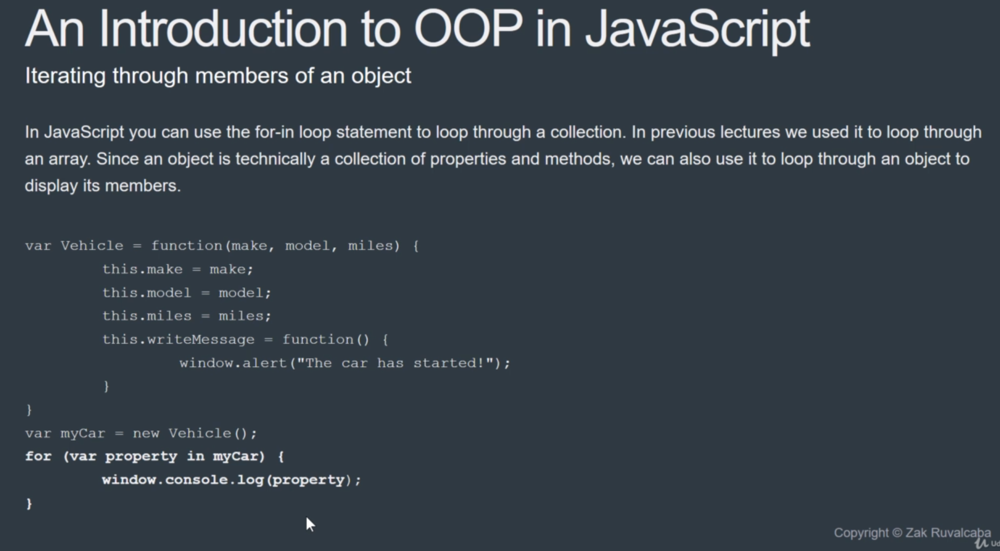 An Introduction to OOP in JavaScript
Iterating through members of an object
In JavaScript you can use the for-in loop statement to loop through a collection. In previous lectures we used it to loop through
an array. Since an object is technically a collection of properties and methods, we can also use it to loop through an object to
display its members.
var Vehicle = function(make, model, miles) {
this.make = make;
this.model = model;
this.miles = miles;
this.writeMessage = function() {
window.alert("The car has started!");
}
}
var myCar = new Vehicle();
for (var property in myCar) {
window.console.log(property);
}
Copyright © Zak Ruvalcaba